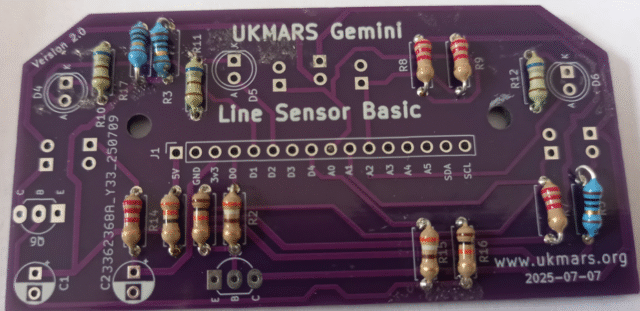 UKMARS Gemini
Version 2.0
R11
K
D4
A
R17
R3
K
A
D5
R8
R9
R12
K
A
D6
R10
Line Sensor Basic
C23362368A_Y33_250709
J1
5V
GND
3v3
D0
D1
D2
D3
D4
A0
A1
A2
A3
A4
A5
SDA
SCL
C
B
E
Q6
R14
R2
R15
R16
C1
+
+
E
B
C
www.ukmars.org
2025-07-07